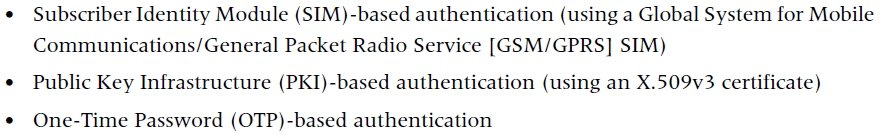 • Subscriber Identity Module (SIM)-based authentication (using a Global System for Mobile
Communications/General Packet Radio Service [GSM/GPRS] SIM)
• Public Key Infrastructure (PKI)-based authentication (using an X.509v3 certificate)
• One-Time Password (OTP)-based authentication